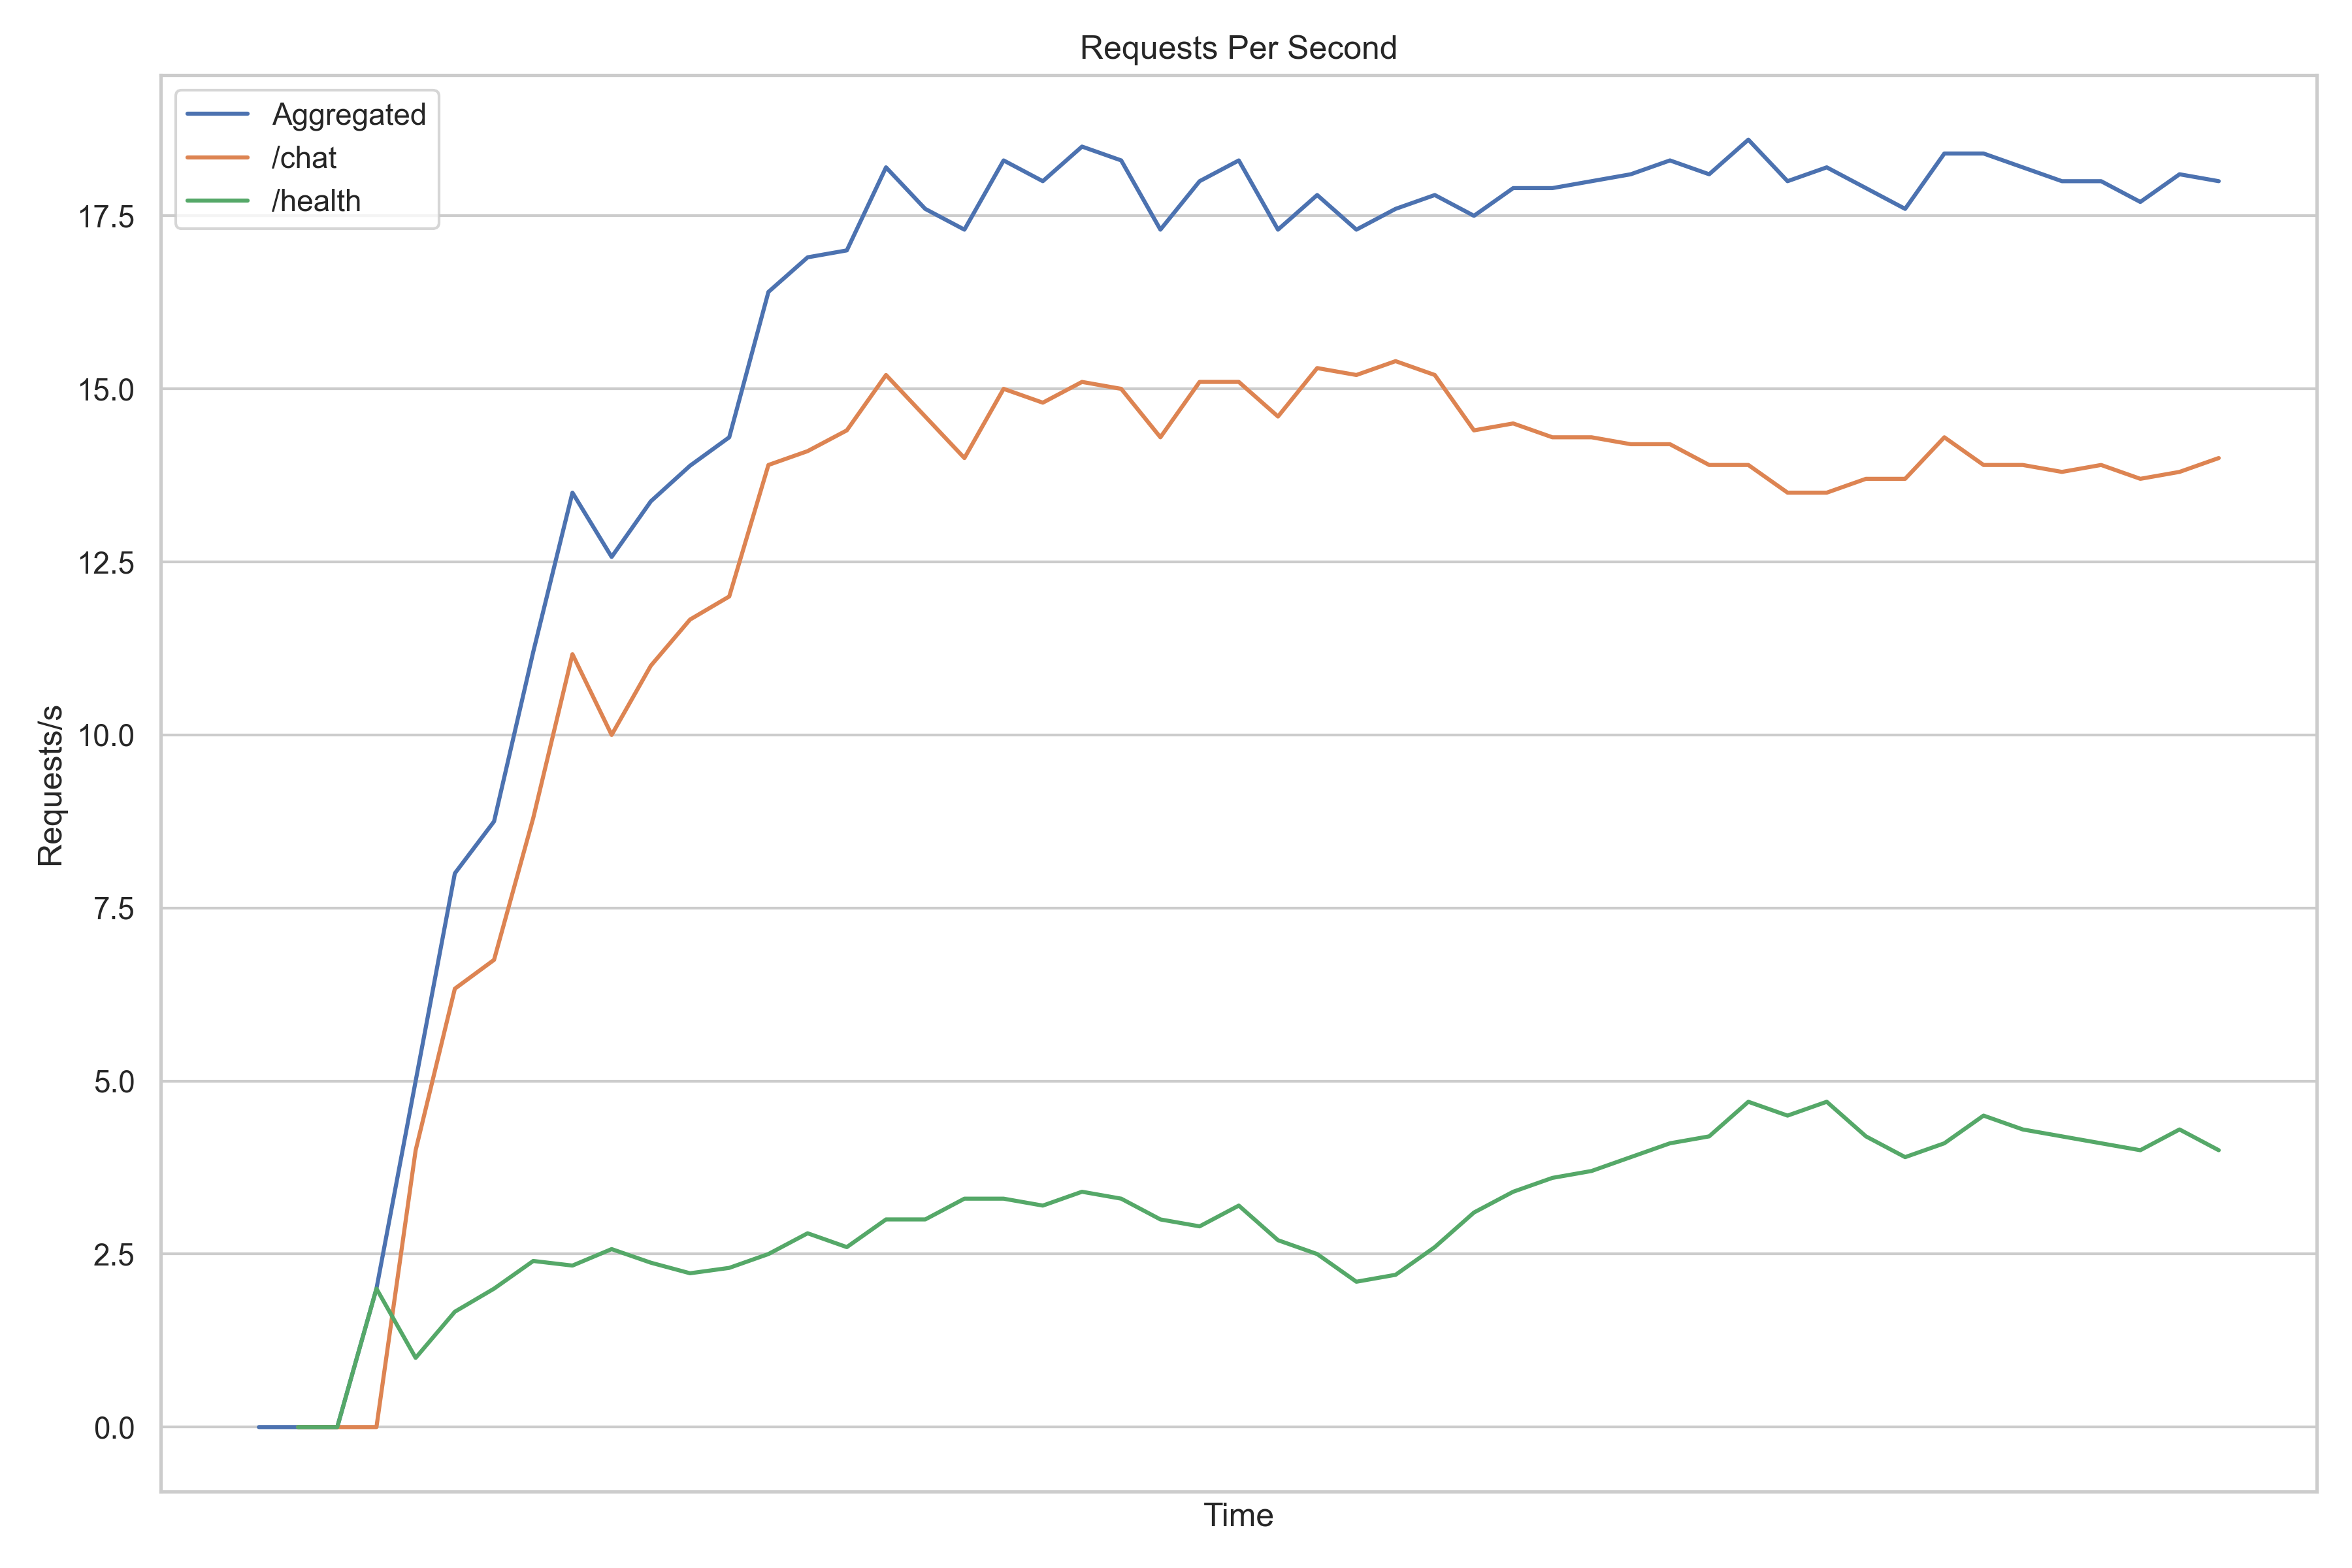 Requests Per Second
Aggregated
/chat
/health
17.5
15.0
12.5
10.0
7.5
5.0
2.5
0.0
Requests/s
Time